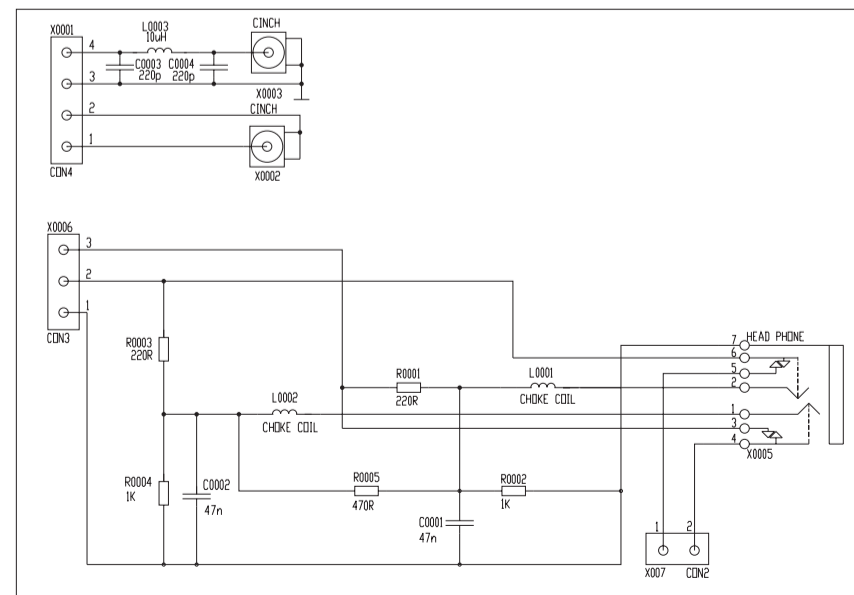 X0001
L0003
10uH
CINCH
4
C0003
220p
C0004
220p
3
X0003
CINCH
2
1
X0002
CON4
X0006
3
2
1
CON3
R0003
220R
7
HEAD PHONE
6
5
2
R0001
220R
L0001
CHOKE COIL
L0002
CHOKE COIL
1
3
4
X0005
R0004
1K
C0002
47n
R0005
470R
R0002
1K
C0001
47n
1
2
X007
CON2